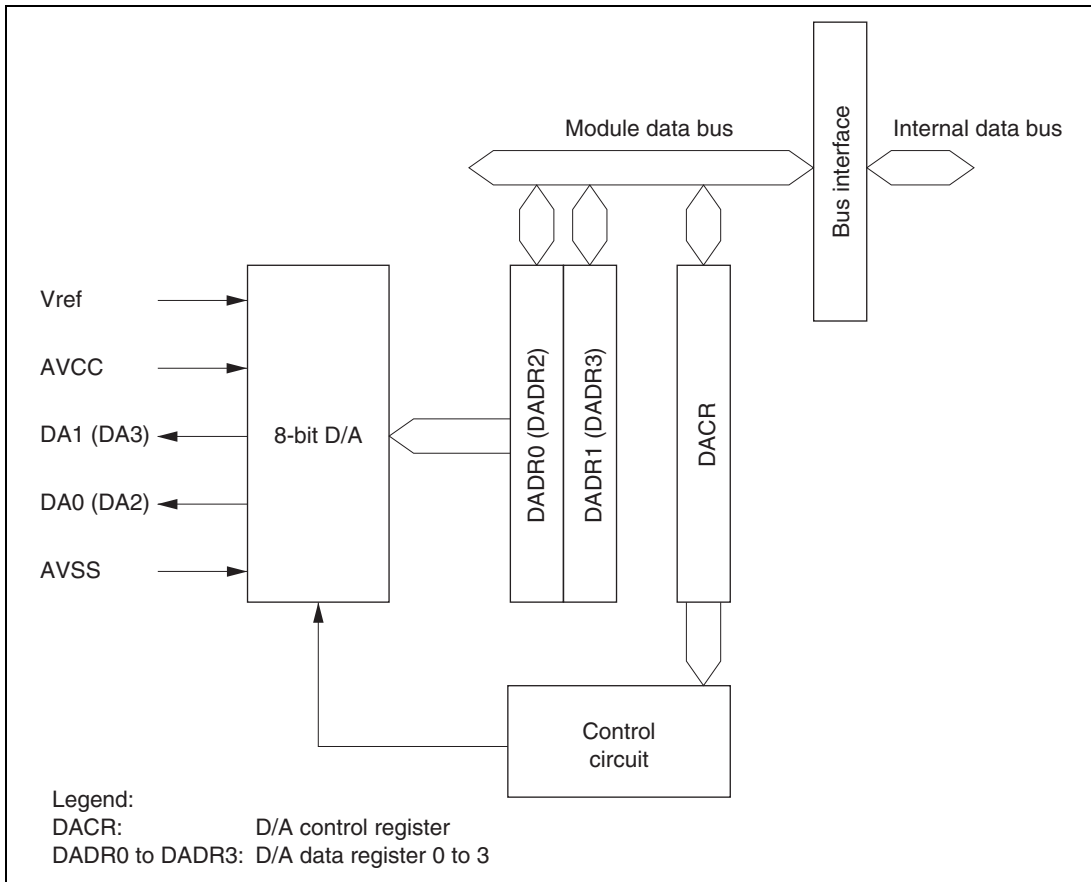 Module data bus
Internal data bus
Bus interface
Vref
AVCC
DA1 (DA3)
DA0 (DA2)
AVSS
8-bit D/A
DADR0 (DADR2)
DADR1 (DADR3)
DACR
Control
circuit
Legend:
DACR: D/A control register
DADR0 to DADR3: D/A data register 0 to 3